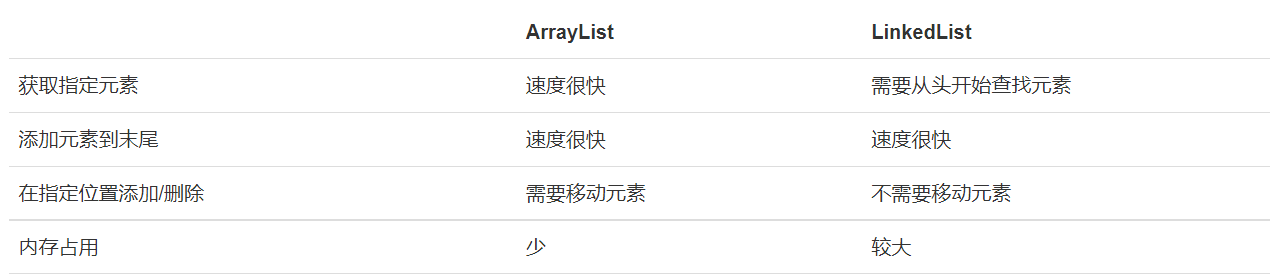 ArrayList LinkedList
获取指定元素 速度很快 需要从头开始查找元素
添加元素到末尾 速度很快 速度很快
在指定位置添加/删除 需要移动元素 不需要移动元素
内存占用 少 较大